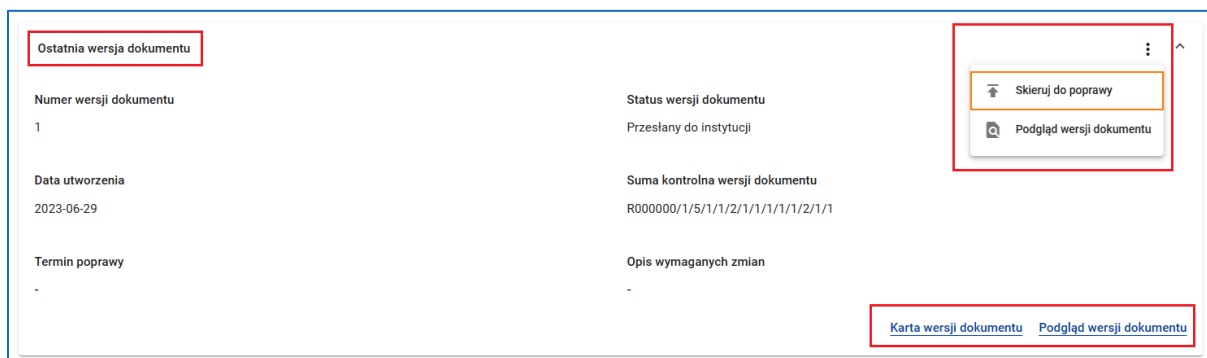 Ostatnia wersja dokumentu
Skieruj do poprawy
Podgląd wersji dokumentu
Numer wersji dokumentu
1
Status wersji dokumentu
Przesłany do instytucji
Data utworzenia
2023-06-29
Suma kontrolna wersji dokumentu
R000000/1/5/1/1/2/1/1/1/1/1/2/1/1
Termin poprawy
-
Opis wymaganych zmian
-
Karta wersji dokumentu
Podgląd wersji dokumentu